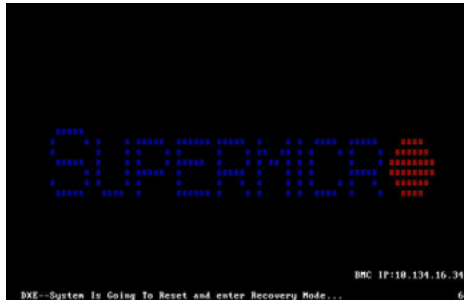 SUPERMICRO
BMC IP:10.134.16.34
DXE--System Is Going To Reset and enter Recovery Mode... 6